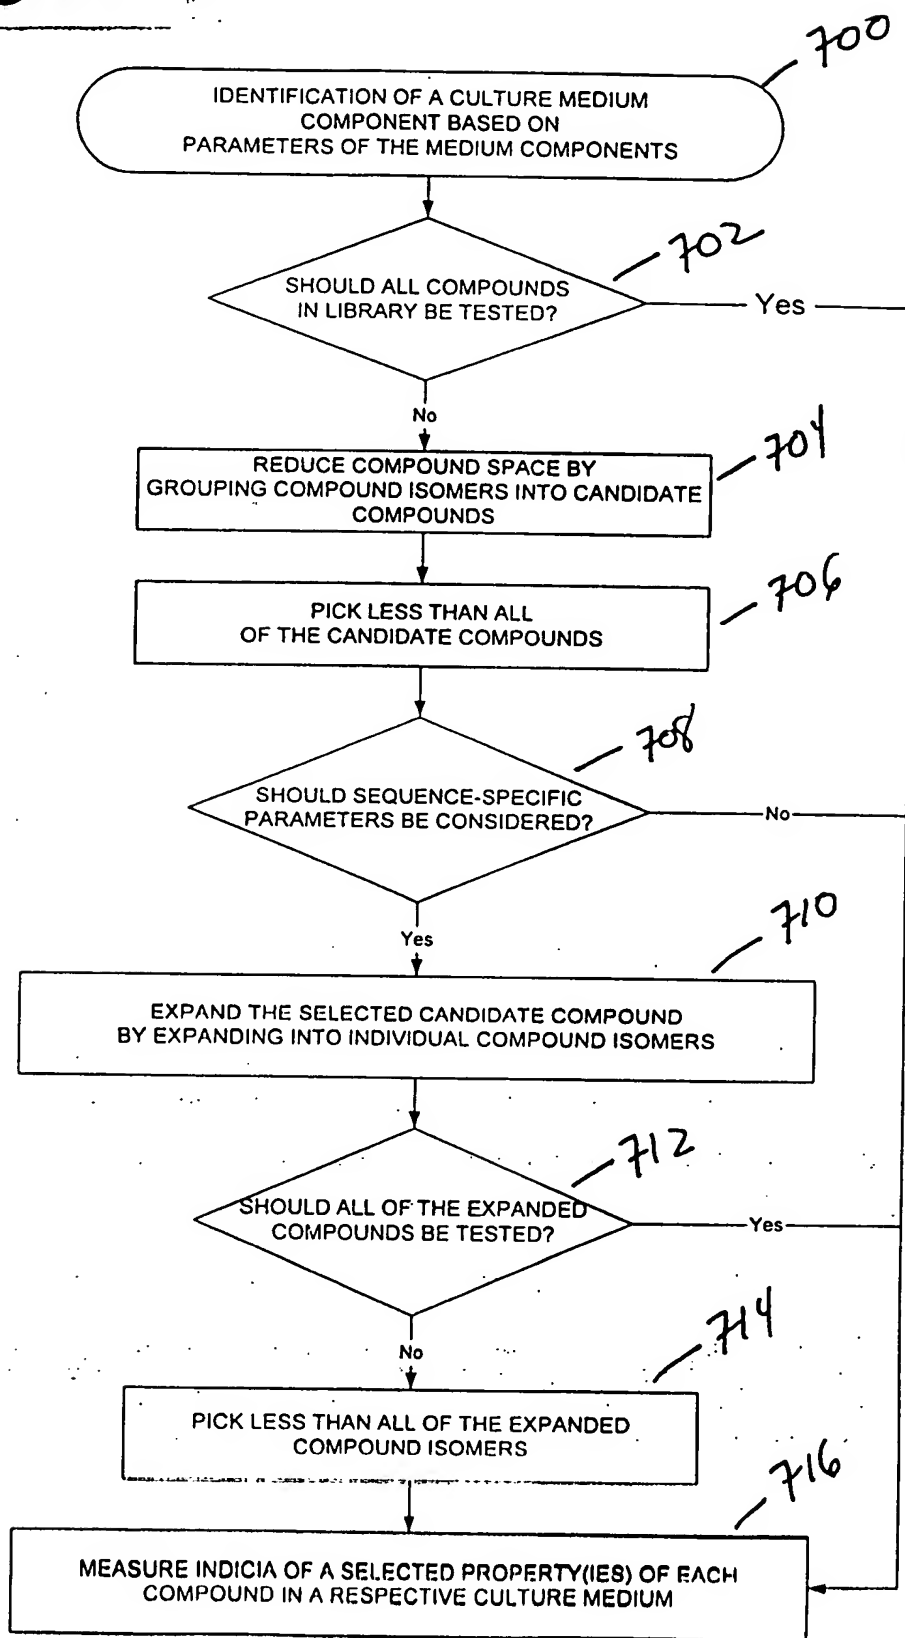 700
IDENTIFICATION OF A CULTURE MEDIUM
COMPONENT BASED ON
PARAMETERS OF THE MEDIUM COMPONENTS
702
SHOULD ALL COMPOUNDS
IN LIBRARY BE TESTED?
Yes
No
704
REDUCE COMPOUND SPACE BY
GROUPING COMPOUND ISOMERS INTO CANDIDATE
COMPOUNDS
706
PICK LESS THAN ALL
OF THE CANDIDATE COMPOUNDS
708
SHOULD SEQUENCE-SPECIFIC
PARAMETERS BE CONSIDERED?
No
Yes
710
EXPAND THE SELECTED CANDIDATE COMPOUND
BY EXPANDING INTO INDIVIDUAL COMPOUND ISOMERS
712
SHOULD ALL OF THE EXPANDED
COMPOUNDS BE TESTED?
Yes
No
714
PICK LESS THAN ALL OF THE EXPANDED
COMPOUND ISOMERS
716
MEASURE INDICIA OF A SELECTED PROPERTY(IES) OF EACH
COMPOUND IN A RESPECTIVE CULTURE MEDIUM